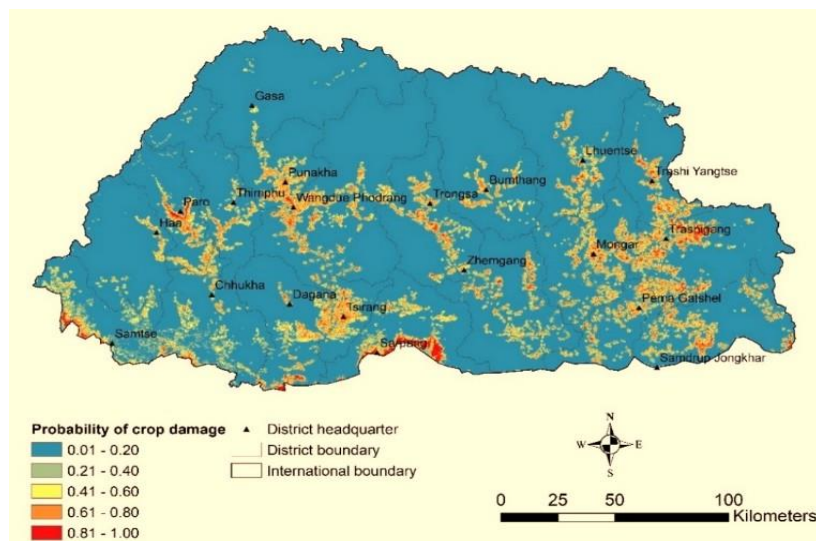 Gasa
Lhuentse
Punakha
Bumthang
Trashi Yangtse
Paro
Thimphu
Wangdue Phodrang
Trongsa
Haa
Trashigang
Mongar
Zhemgang
Chhukha
Dagana
Pema Gatshel
Tsirang
Samtse
Samdrup Jongkhar
Probability of crop damage
0.01 - 0.20
0.21 - 0.40
0.41 - 0.60
0.61 - 0.80
0.81 - 1.00
District headquarter
District boundary
International boundary
N
W E
S
0 25 50 100
Kilometers